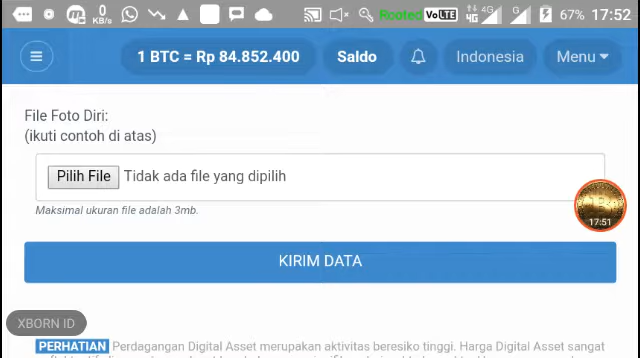 0
KB/s
Rooted VoLTE 4G 4G G 67% 17:52
1 BTC = Rp 84.852.400 Saldo Indonesia Menu
File Foto Diri:
(ikuti contoh di atas)
Pilih File Tidak ada file yang dipilih
Maksimal ukuran file adalah 3mb.
17:51
KIRIM DATA
XBORN ID
PERHATIAN Perdagangan Digital Asset merupakan aktivitas beresiko tinggi. Harga Digital Asset sangat